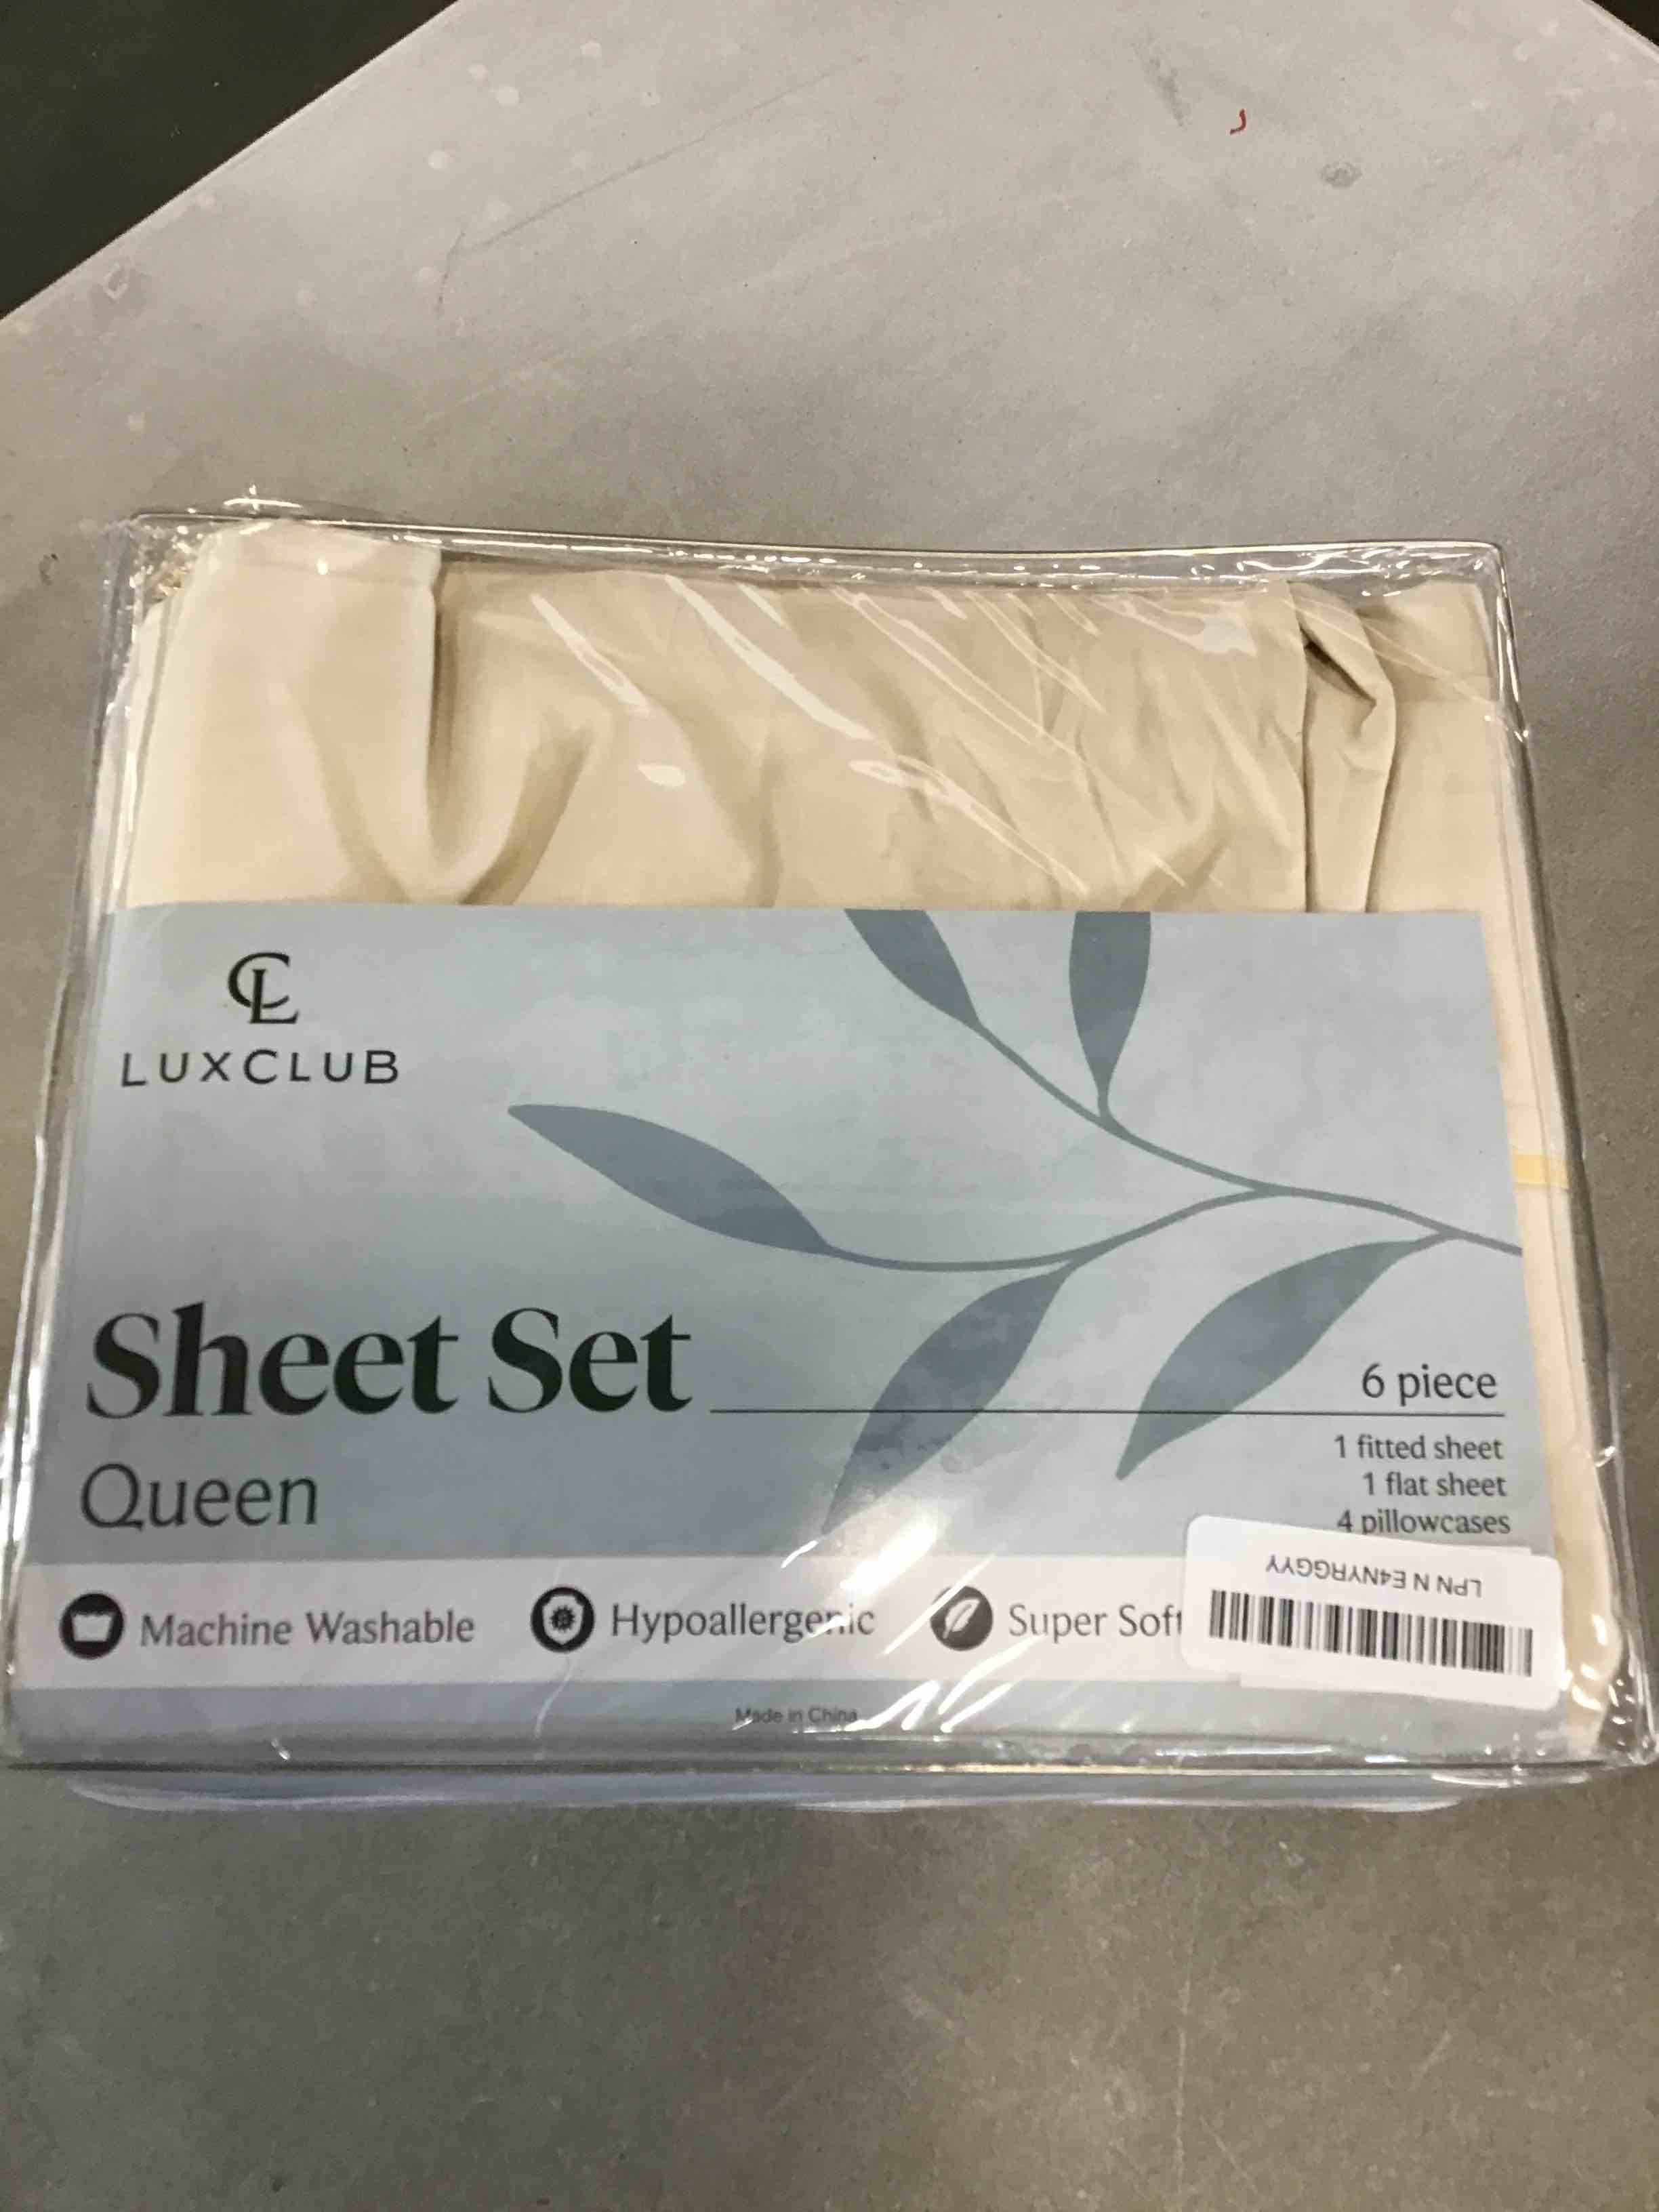 CL
LUXCLUB
Sheet Set
Queen
6 piece
1 fitted sheet
1 flat sheet
4 pillowcases
Machine Washable
Hypoallergenic
Super Soft
LPN N E4NYRGGYY
Made in China